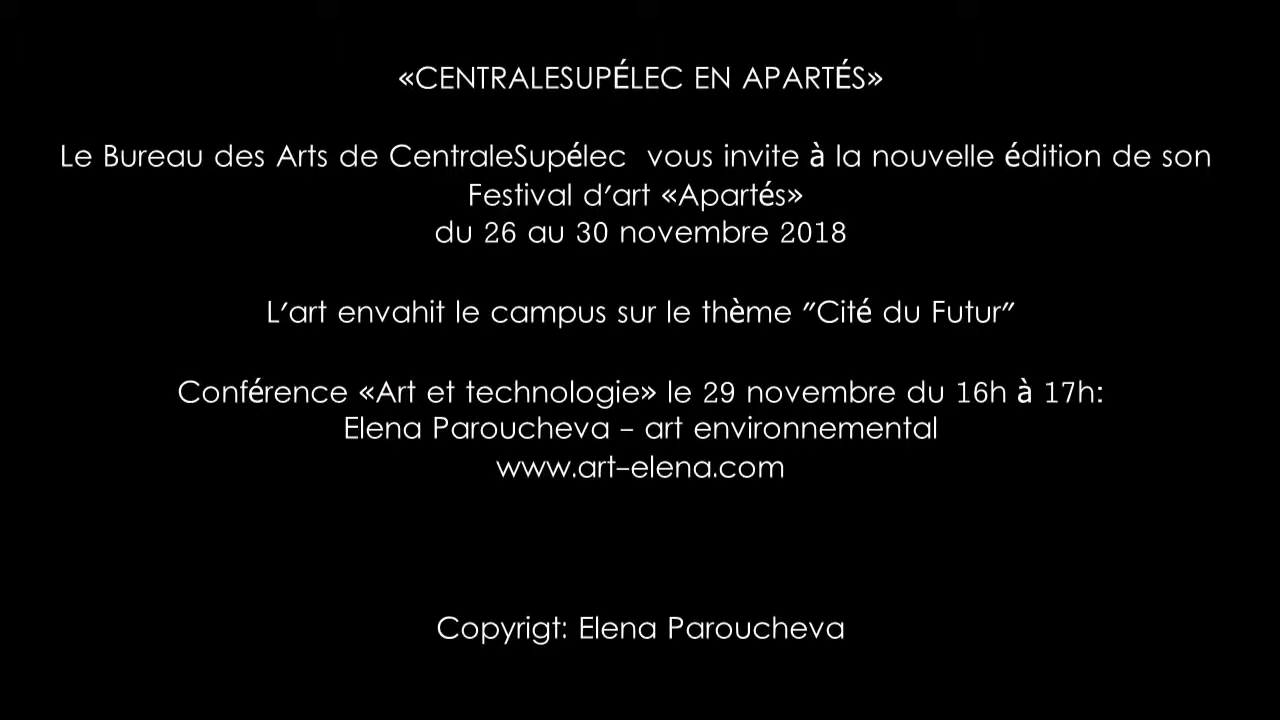 «CENTRALESUPÉLEC EN APARTÉS»
Le Bureau des Arts de CentraleSupélec  vous invite à la nouvelle édition de son
Festival d'art «Apartés»
du 26 au 30 novembre 2018
L'art envahit le campus sur le thème "Cité du Futur"
Conférence «Art et technologie» le 29 novembre du 16h à 17h:
Elena Paroucheva - art environnemental
www.art-elena.com
Copyrigt: Elena Paroucheva